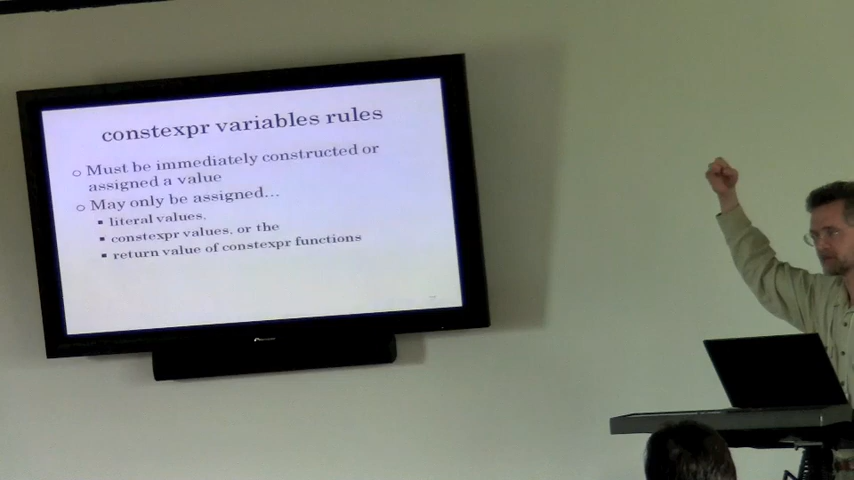 constexpr variables rules
Must be immediately constructed or
assigned a value
May only be assigned...
literal values,
constexpr values, or the
return value of constexpr functions